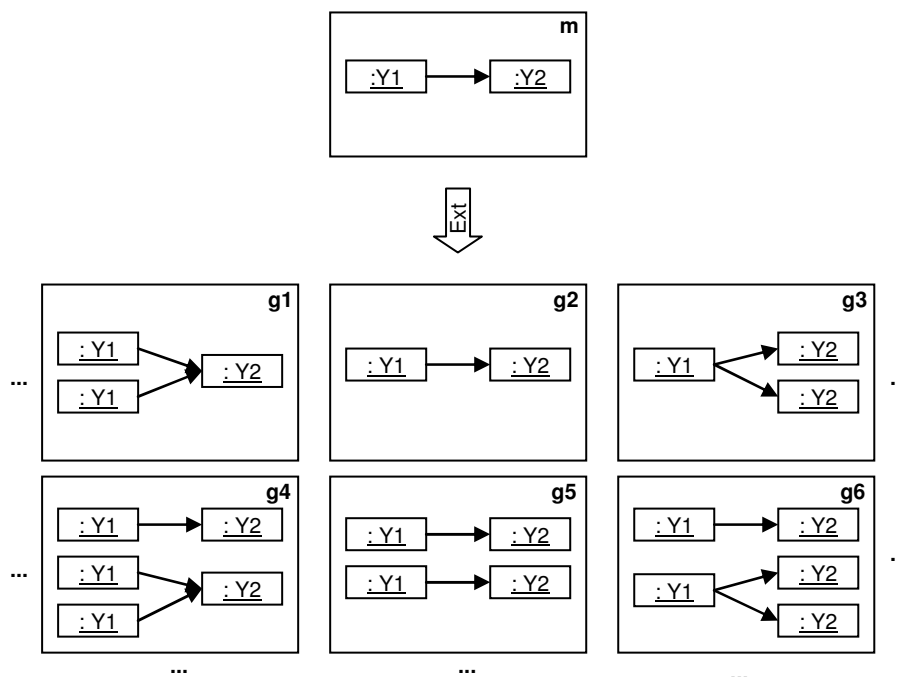 m
:Y1 :Y2
Ext
g1 g2 g3
: Y1 : Y2
: Y1 : Y2 : Y2
: Y1 : Y2
... : Y1 : Y2 .
g4 g5 g6
: Y1 : Y2 : Y1 : Y2 : Y1 : Y2
... : Y1 : Y2 : Y1 : Y2 : Y1 : Y2 .
: Y1 : Y2
... ... ...